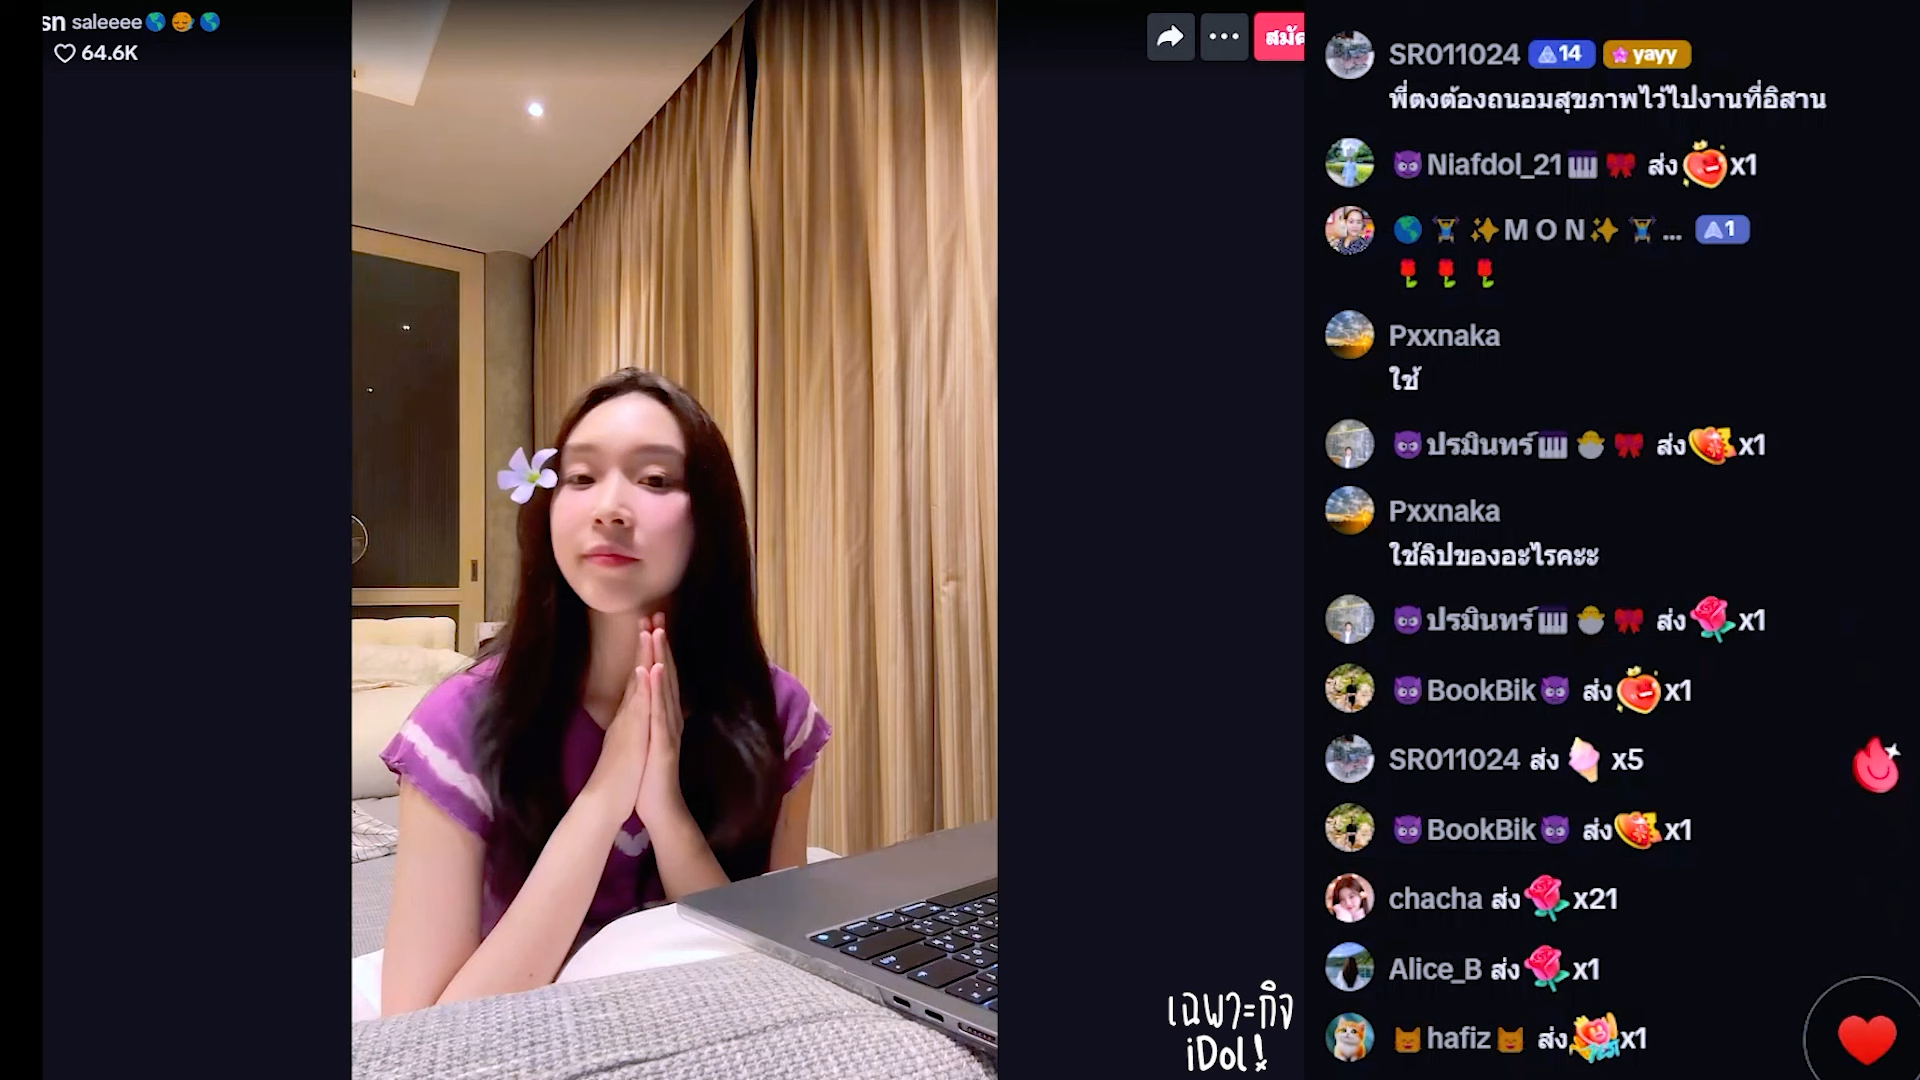 sn saleeee
64.6K
สมัค
SR011024 14 yayy
พี่ตงต้องถนอมสุขภาพไว้ไปงานที่อิสาน
Niafdol_21 ส่ง x1
M O N ... 1
Pxxnaka
ใช้
ปรมินทร์ ส่ง x1
Pxxnaka
ใช้ลิปของอะไรคะะ
ปรมินทร์ ส่ง x1
BookBik ส่ง x1
SR011024 ส่ง x5
BookBik ส่ง x1
chacha ส่ง x21
Alice_B ส่ง x1
hafiz ส่ง x1
เฉพาะกิจ
iDol!